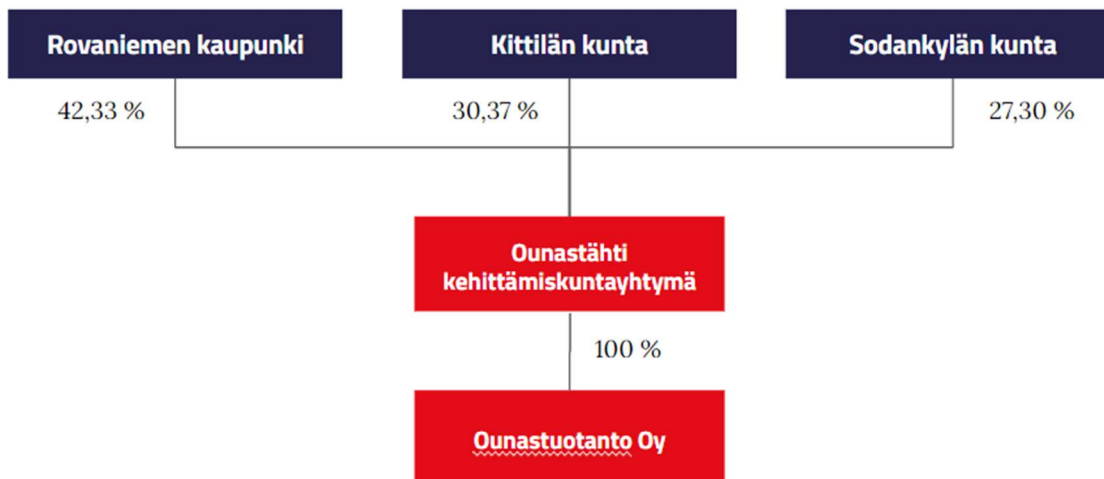 Rovaniemen kaupunki
Kittilän kunta
Sodankylän kunta
42,33 %
30,37 %
27,30 %
Ounastähti
kehittämiskuntayhtymä
100 %
Ounastuotanto Oy